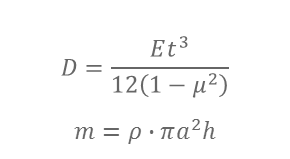 D = Et³ / 12(1 − μ²)
m = ρ · πa²h